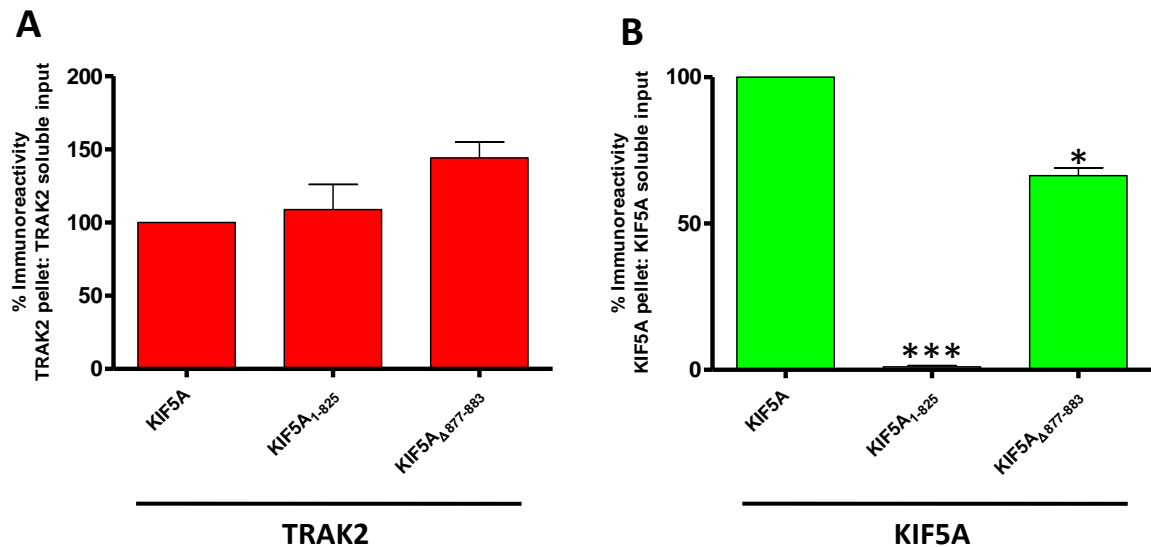 A
% Immunoreactivity
TRAK2 pellet: TRAK2 soluble input
200
150
100
50
0
KIF5A
KIF5A1-825
KIF5AΔ877-883
TRAK2
B
% Immunoreactivity
KIF5A pellet: KIF5A soluble input
100
50
0
***
*
KIF5A
KIF5A1-825
KIF5AΔ877-883
KIF5A